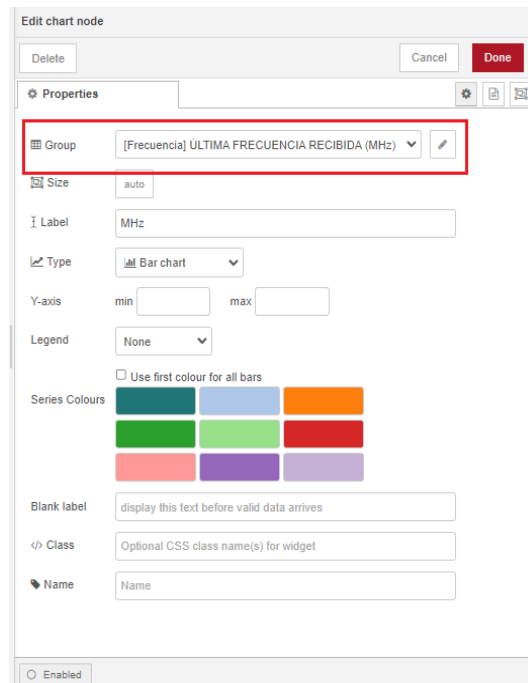 Edit chart node
Delete Cancel Done
Properties
Group [Frecuencia] ÚLTIMA FRECUENCIA RECIBIDA (MHz)
Size auto
Label MHz
Type Bar chart
Y-axis min max
Legend None
Use first colour for all bars
Series Colours
Blank label display this text before valid data arrives
</> Class Optional CSS class name(s) for widget
Name Name
Enabled